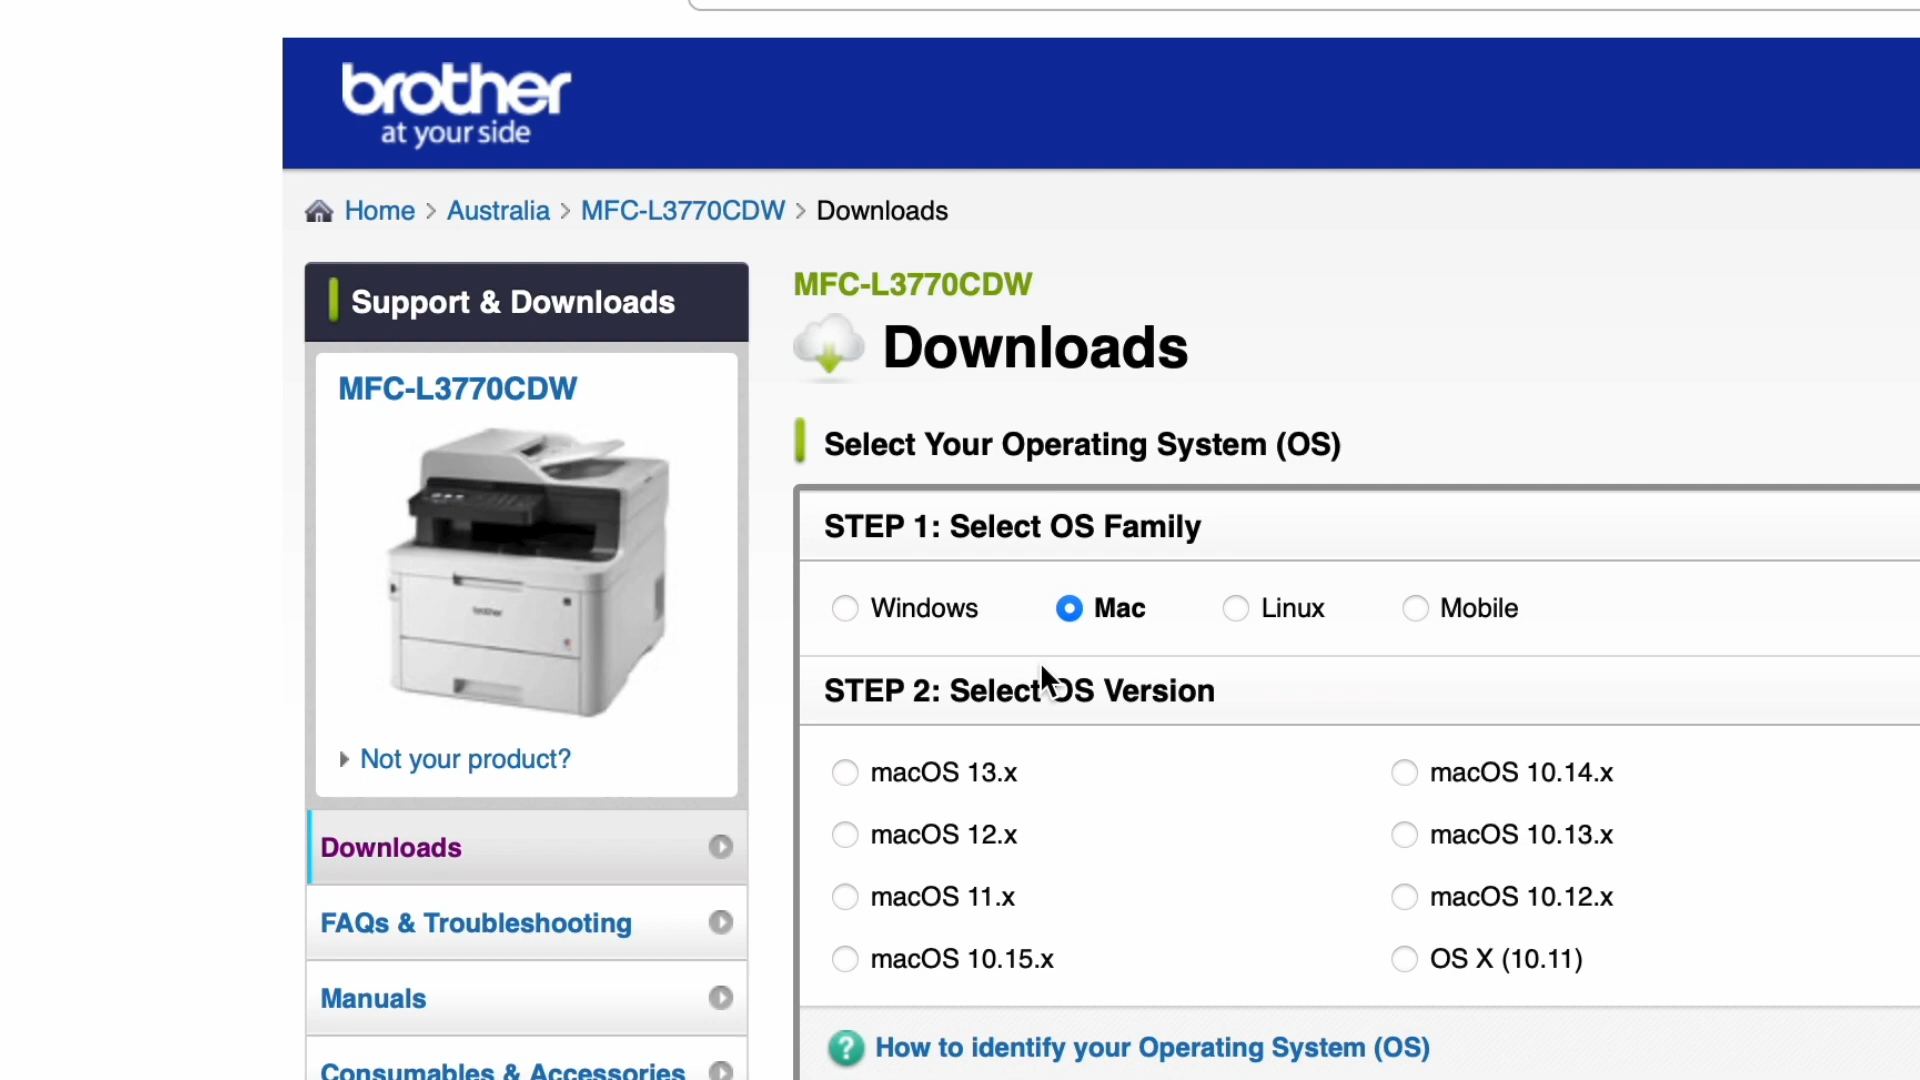 brother
at your side
Home > Australia > MFC-L3770CDW > Downloads
Support & Downloads
MFC-L3770CDW
brother
Not your product?
Downloads
FAQs & Troubleshooting
Manuals
Consumables & Accessories
MFC-L3770CDW
Downloads
Select Your Operating System (OS)
STEP 1: Select OS Family
Windows Mac Linux Mobile
STEP 2: Select OS Version
macOS 13.x macOS 10.14.x
macOS 12.x macOS 10.13.x
macOS 11.x macOS 10.12.x
macOS 10.15.x OS X (10.11)
? How to identify your Operating System (OS)